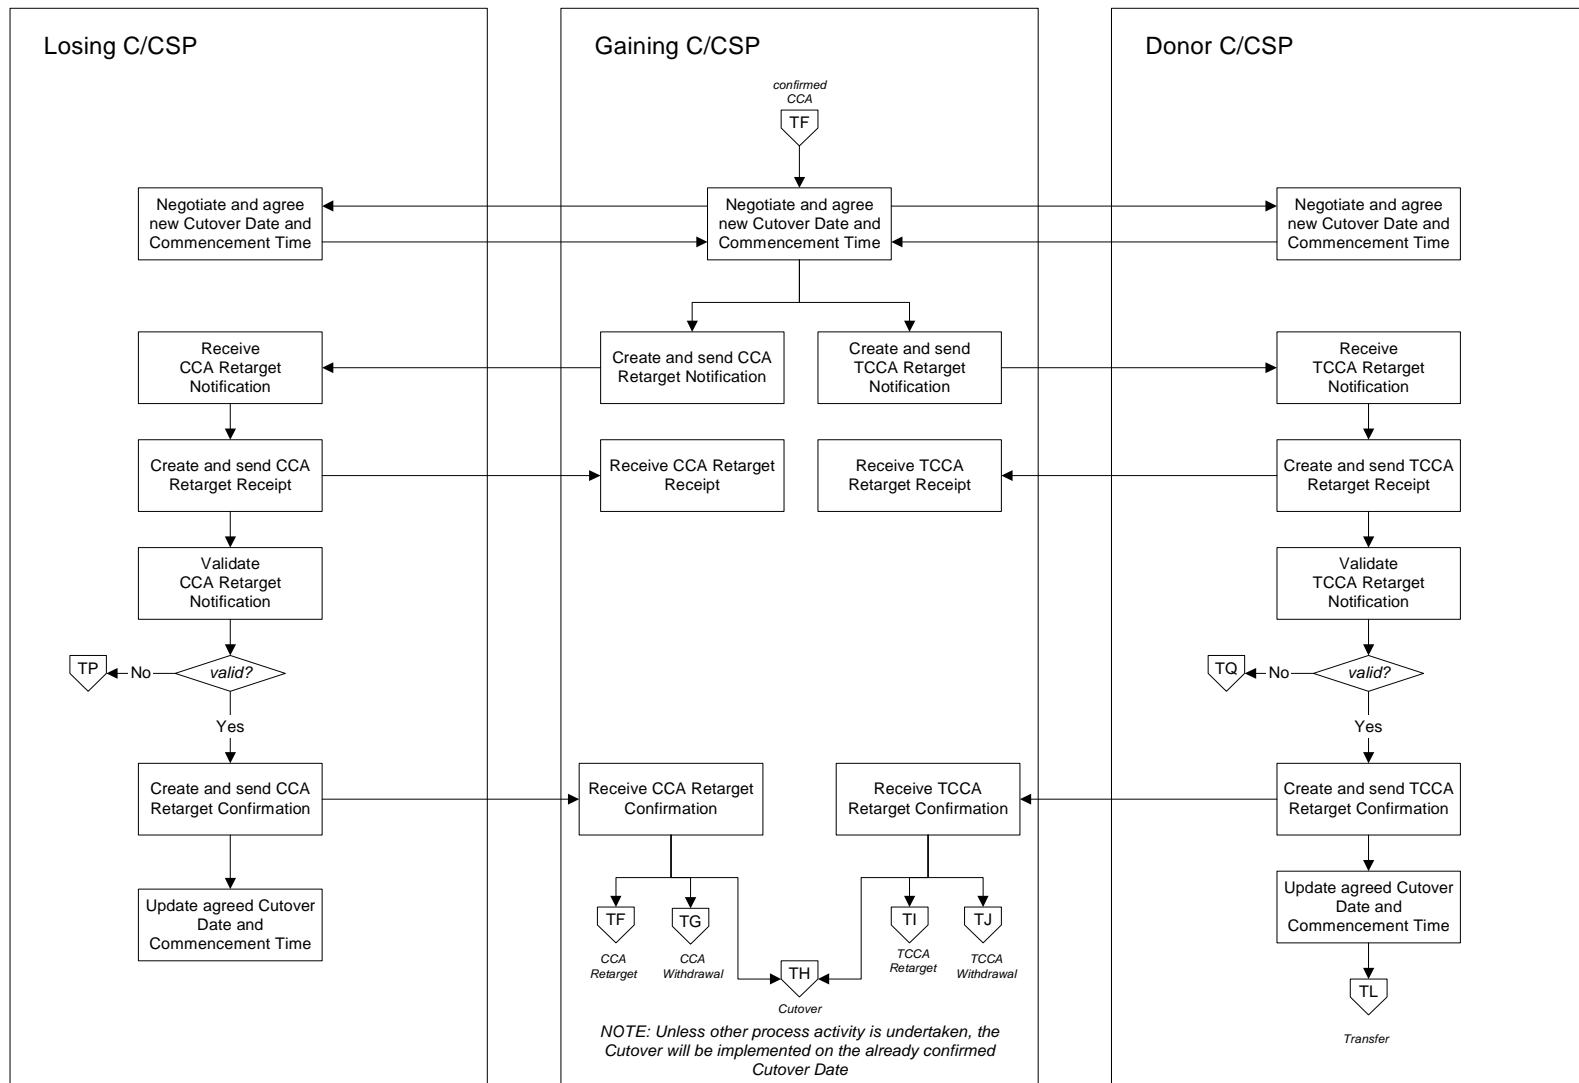 Losing C/CSP
Gaining C/CSP
Donor C/CSP
confirmed
CCA
TF
Negotiate and agree
new Cutover Date and
Commencement Time
Negotiate and agree
new Cutover Date and
Commencement Time
Negotiate and agree
new Cutover Date and
Commencement Time
Receive
CCA Retarget
Notification
Create and send CCA
Retarget Notification
Create and send
TCCA Retarget
Notification
Receive
TCCA Retarget
Notification
Create and send CCA
Retarget Receipt
Receive CCA Retarget
Receipt
Receive TCCA
Retarget Receipt
Create and send TCCA
Retarget Receipt
Validate
CCA Retarget
Notification
Validate
TCCA Retarget
Notification
TP
No
valid?
TQ
No
valid?
Yes
Yes
Create and send CCA
Retarget Confirmation
Receive CCA Retarget
Confirmation
Receive TCCA
Retarget Confirmation
Create and send TCCA
Retarget Confirmation
Update agreed Cutover
Date and
Commencement Time
TF
CCA
Retarget
TG
CCA
Withdrawal
TI
TCCA
Retarget
TJ
TCCA
Withdrawal
Update agreed Cutover
Date and
Commencement Time
TH
Cutover
TL
Transfer
NOTE: Unless other process activity is undertaken, the
Cutover will be implemented on the already confirmed
Cutover Date